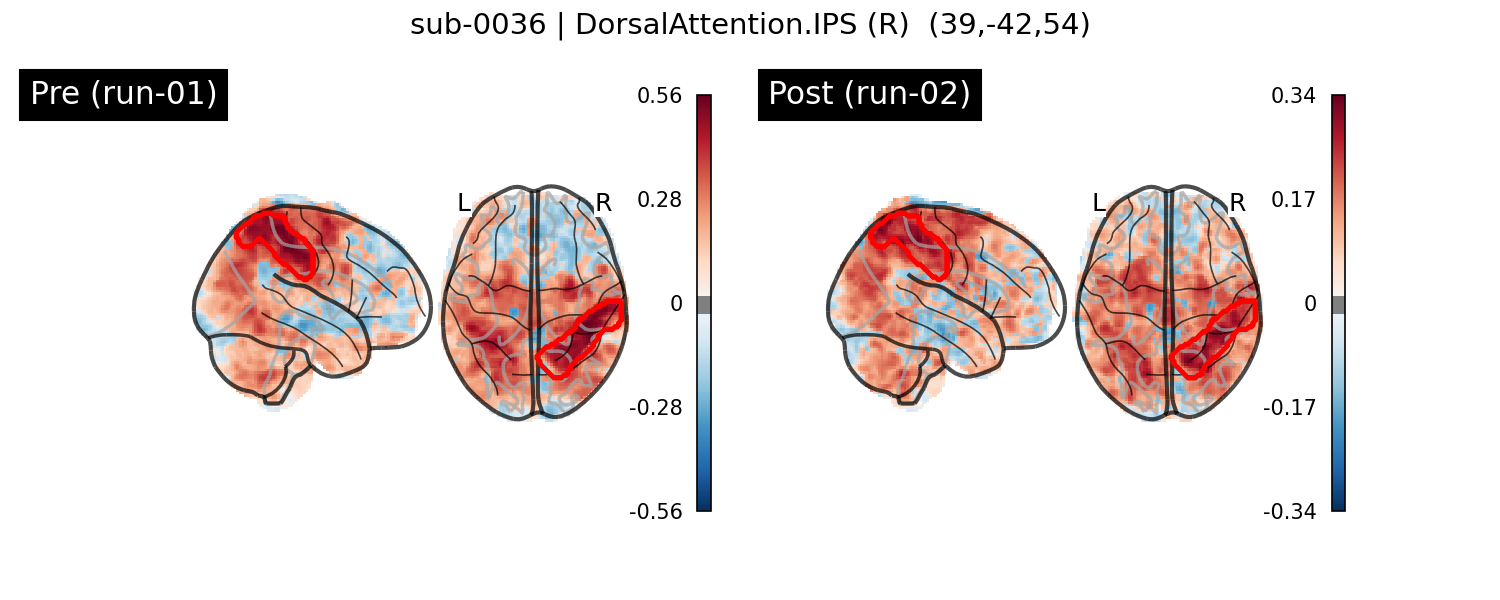 sub-0036 | DorsalAttention.IPS (R)  (39,-42,54)
Pre (run-01)
L R
0.56
0.28
0
-0.28
-0.56
Post (run-02)
L R
0.34
0.17
0
-0.17
-0.34